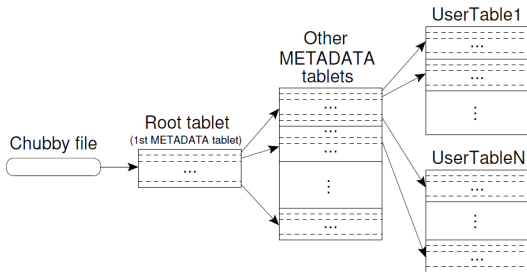 UserTable1
...
...
⋮
Other
METADATA
tablets
...
...
...
⋮
...
Root tablet
(1st METADATA tablet)
...
Chubby file
UserTableN
...
⋮
...